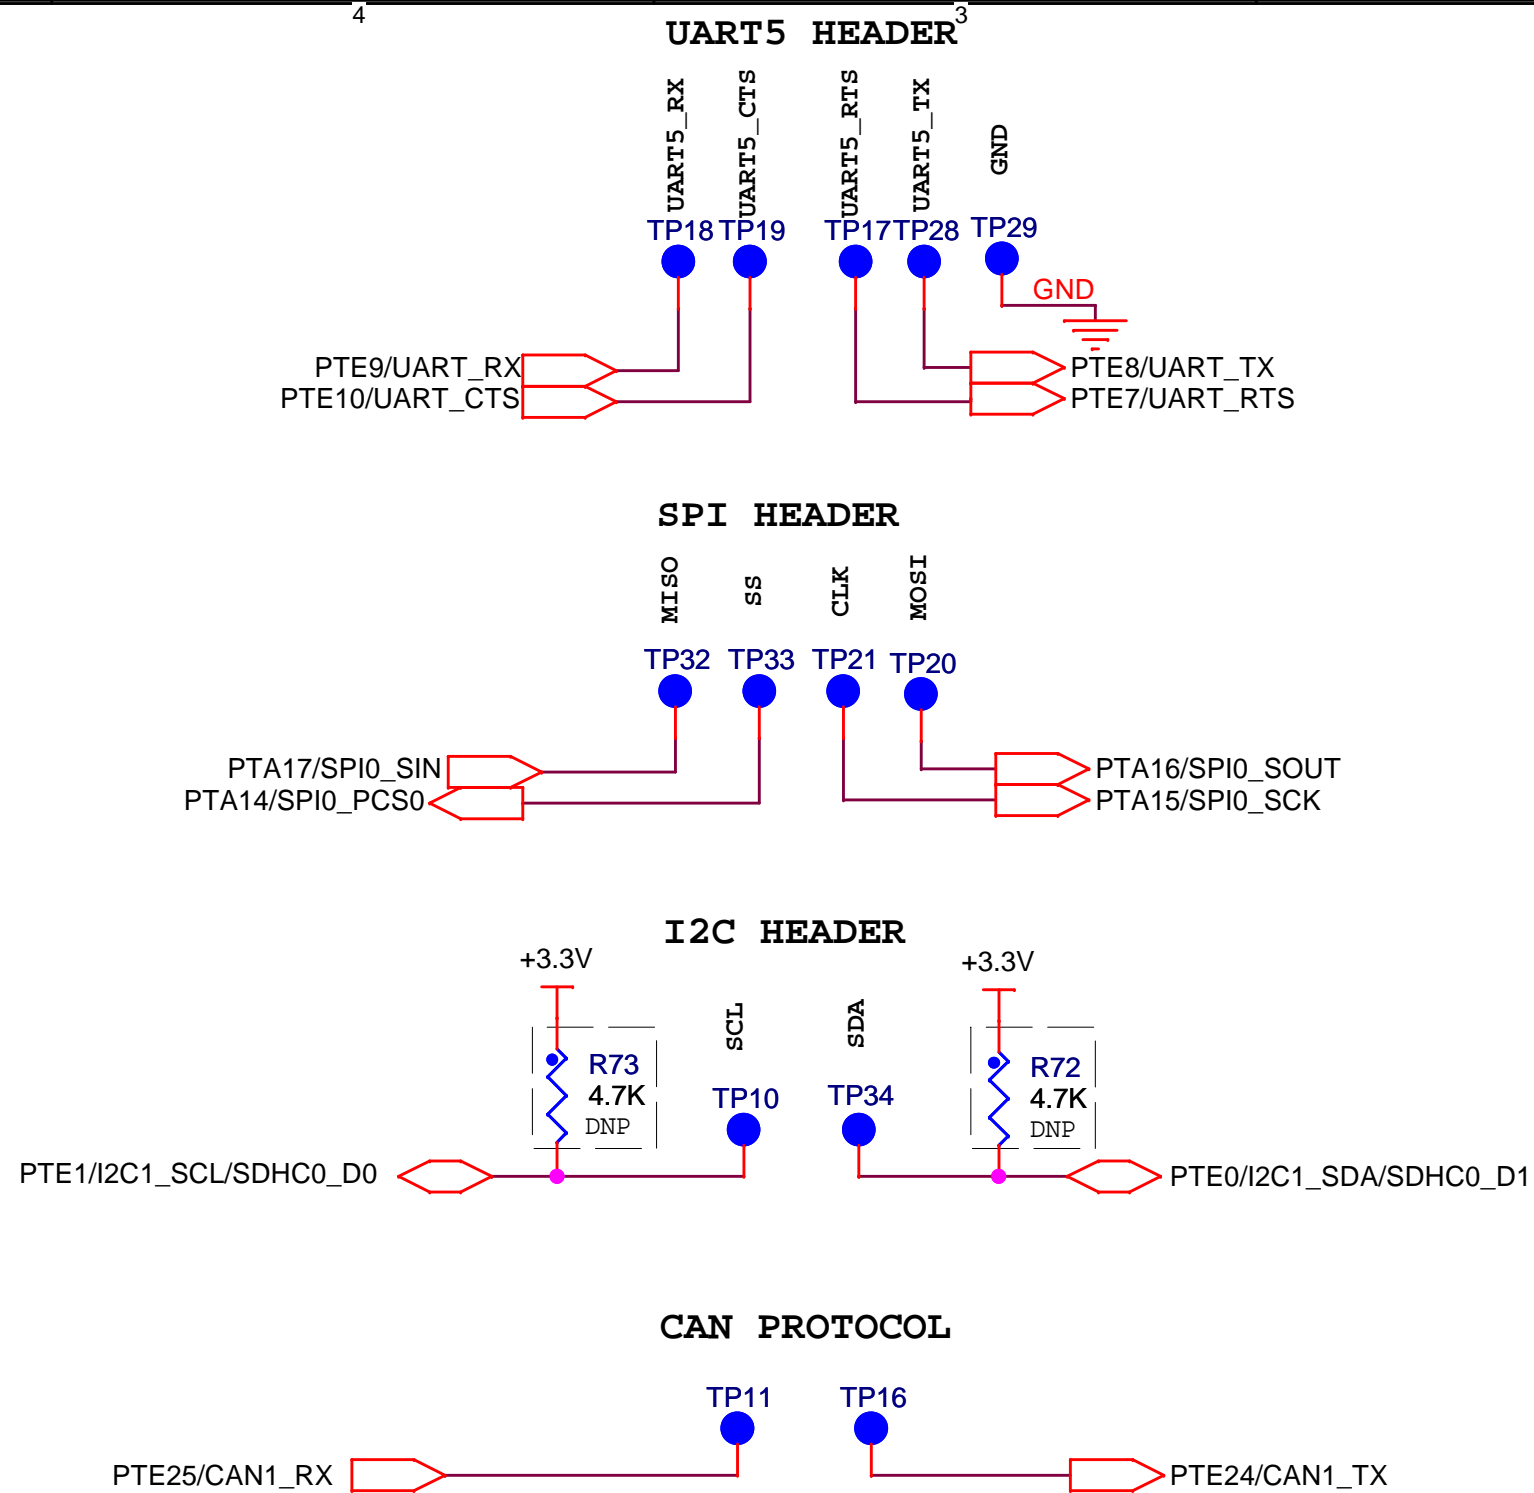 4
3
UART5 HEADER
UART5_RX
UART5_CTS
UART5_RTS
UART5_TX
GND
TP18
TP19
TP17
TP28
TP29
GND
PTE9/UART_RX
PTE8/UART_TX
PTE10/UART_CTS
PTE7/UART_RTS
SPI HEADER
MISO
SS
CLK
MOSI
TP32
TP33
TP21
TP20
PTA17/SPI0_SIN
PTA16/SPI0_SOUT
PTA14/SPI0_PCS0
PTA15/SPI0_SCK
I2C HEADER
+3.3V
+3.3V
SCL
SDA
R73
4.7K
DNP
TP10
TP34
R72
4.7K
DNP
PTE1/I2C1_SCL/SDHC0_D0
PTE0/I2C1_SDA/SDHC0_D1
CAN PROTOCOL
TP11
TP16
PTE25/CAN1_RX
PTE24/CAN1_TX